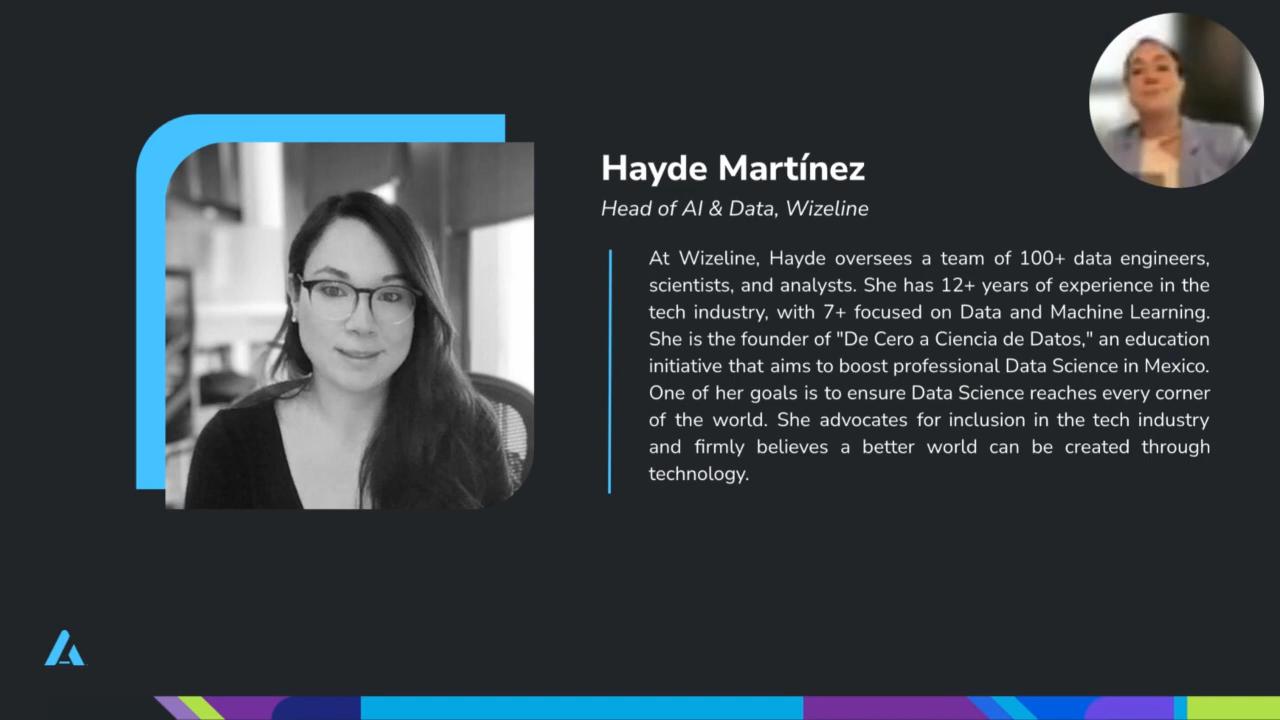 Hayde Martínez
Head of AI & Data, Wizeline
At Wizeline, Hayde oversees a team of 100+ data engineers,
scientists, and analysts. She has 12+ years of experience in the
tech industry, with 7+ focused on Data and Machine Learning.
She is the founder of "De Cero a Ciencia de Datos," an education
initiative that aims to boost professional Data Science in Mexico.
One of her goals is to ensure Data Science reaches every corner
of the world. She advocates for inclusion in the tech industry
and firmly believes a better world can be created through
technology.